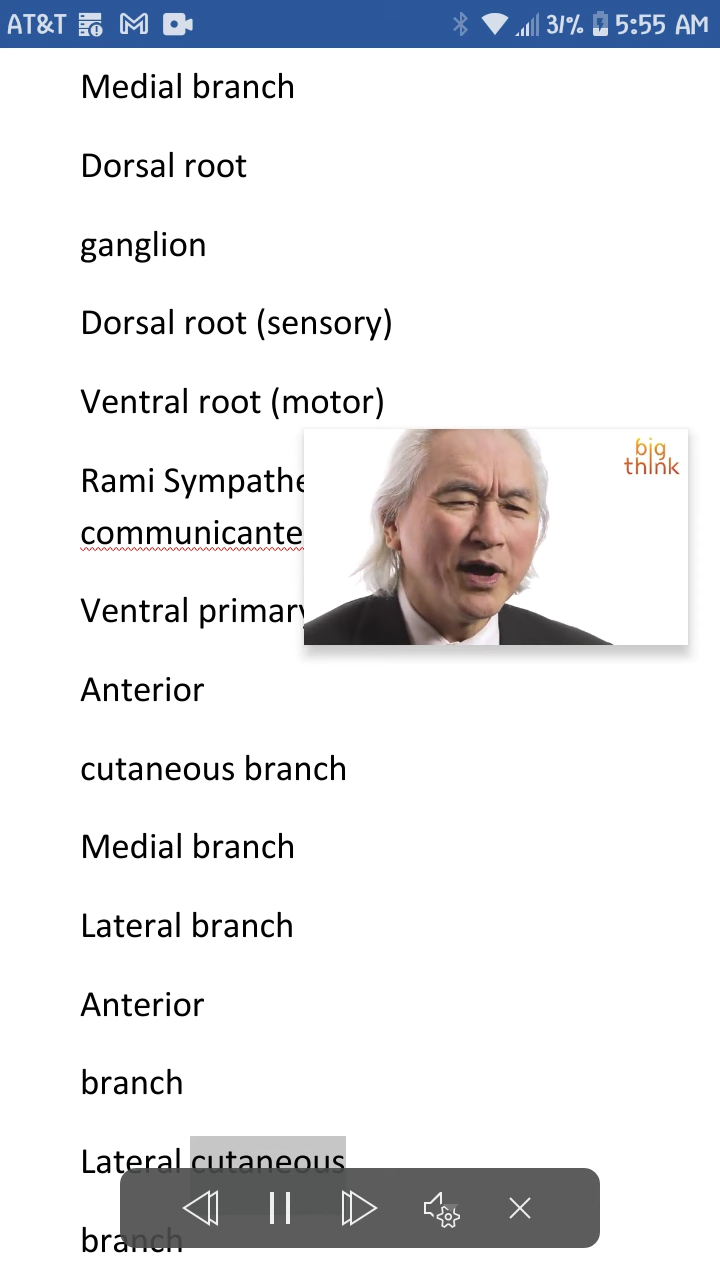 AT&T 31% 5:55 AM
Medial branch
Dorsal root
ganglion
Dorsal root (sensory)
Ventral root (motor)
Rami Sympathe
communicante
big
think
Ventral primary
Anterior
cutaneous branch
Medial branch
Lateral branch
Anterior
branch
Lateral cutaneous
branch